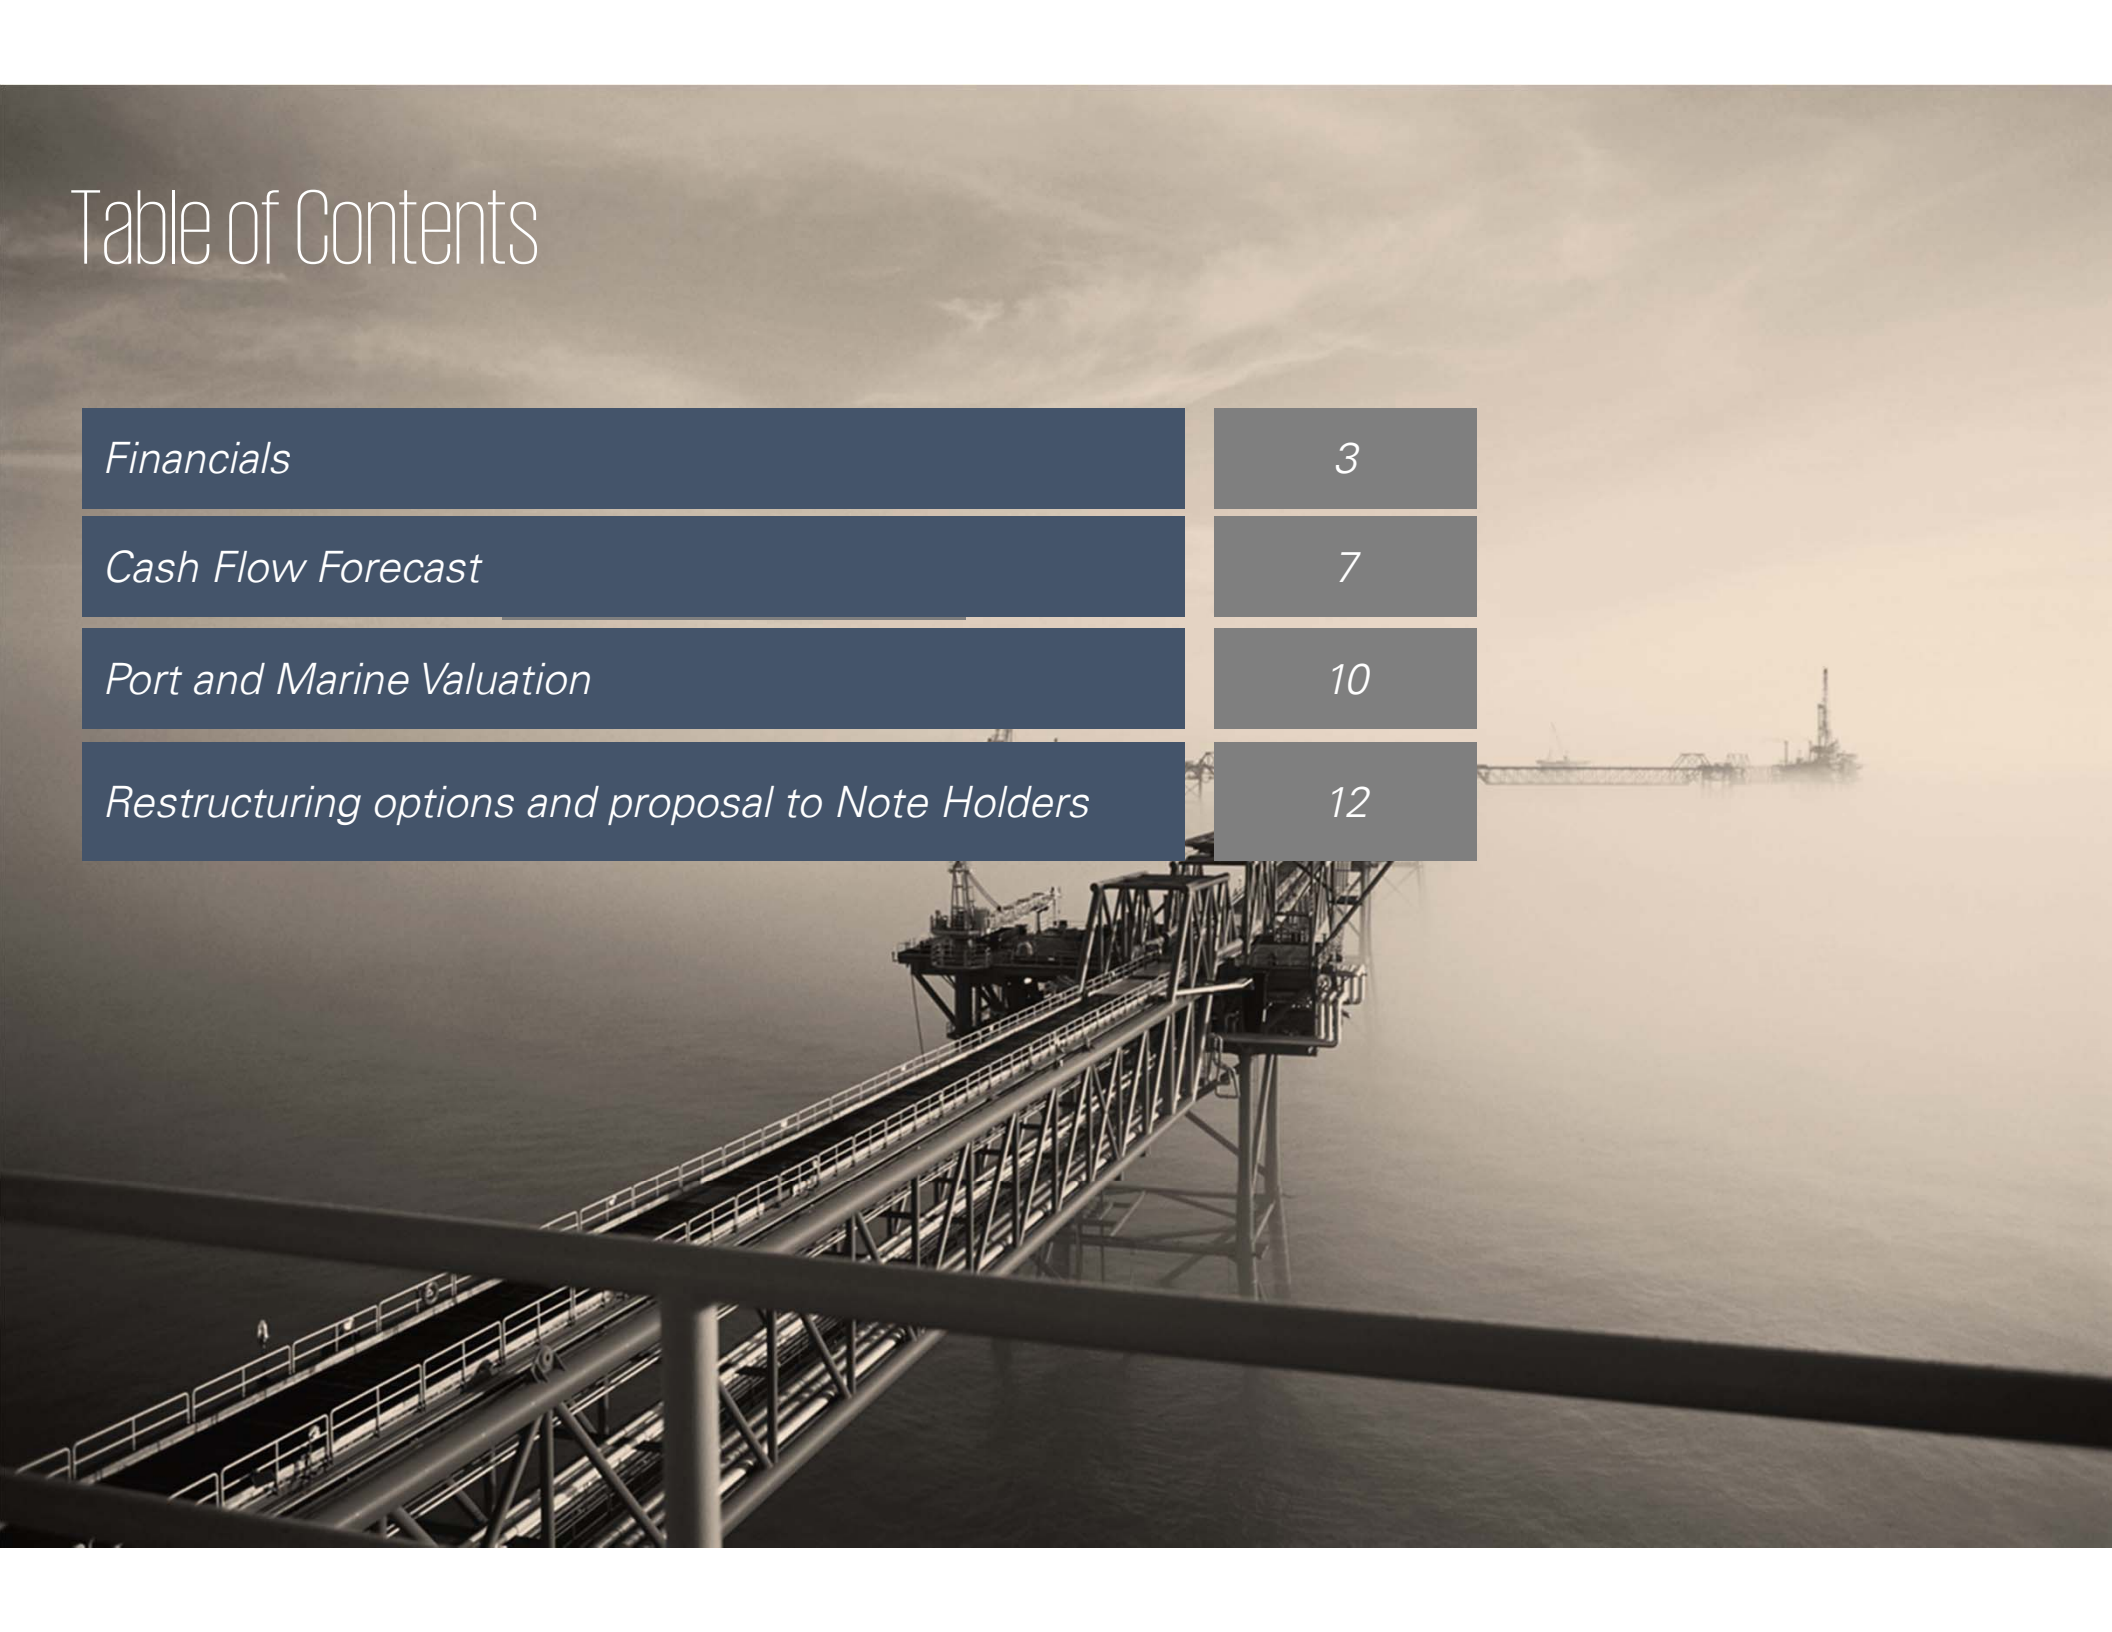 Table of Contents
Financials 3
Cash Flow Forecast 7
Port and Marine Valuation 10
Restructuring options and proposal to Note Holders 12